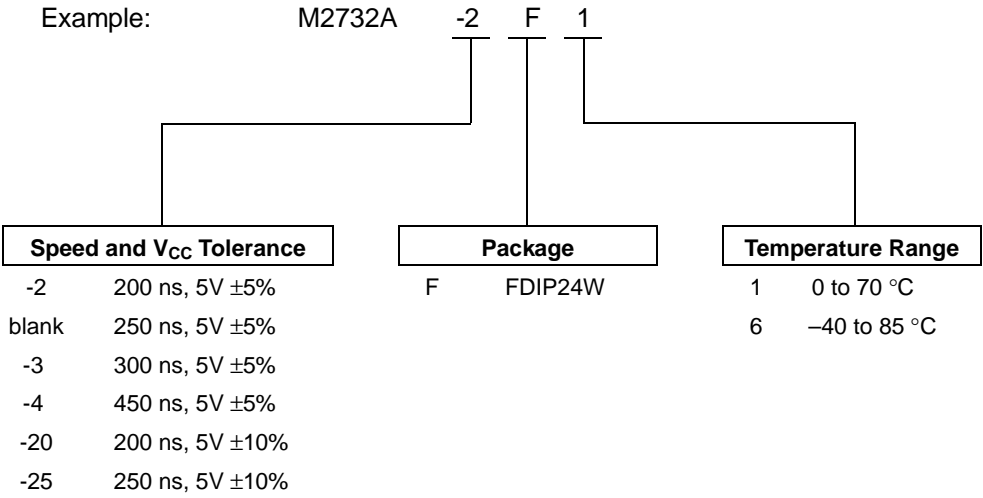 Example: M2732A -2 F 1
Speed and VCC Tolerance
-2 200 ns, 5V ±5%
blank 250 ns, 5V ±5%
-3 300 ns, 5V ±5%
-4 450 ns, 5V ±5%
-20 200 ns, 5V ±10%
-25 250 ns, 5V ±10%
Package
F FDIP24W
Temperature Range
1 0 to 70 °C
6 –40 to 85 °C